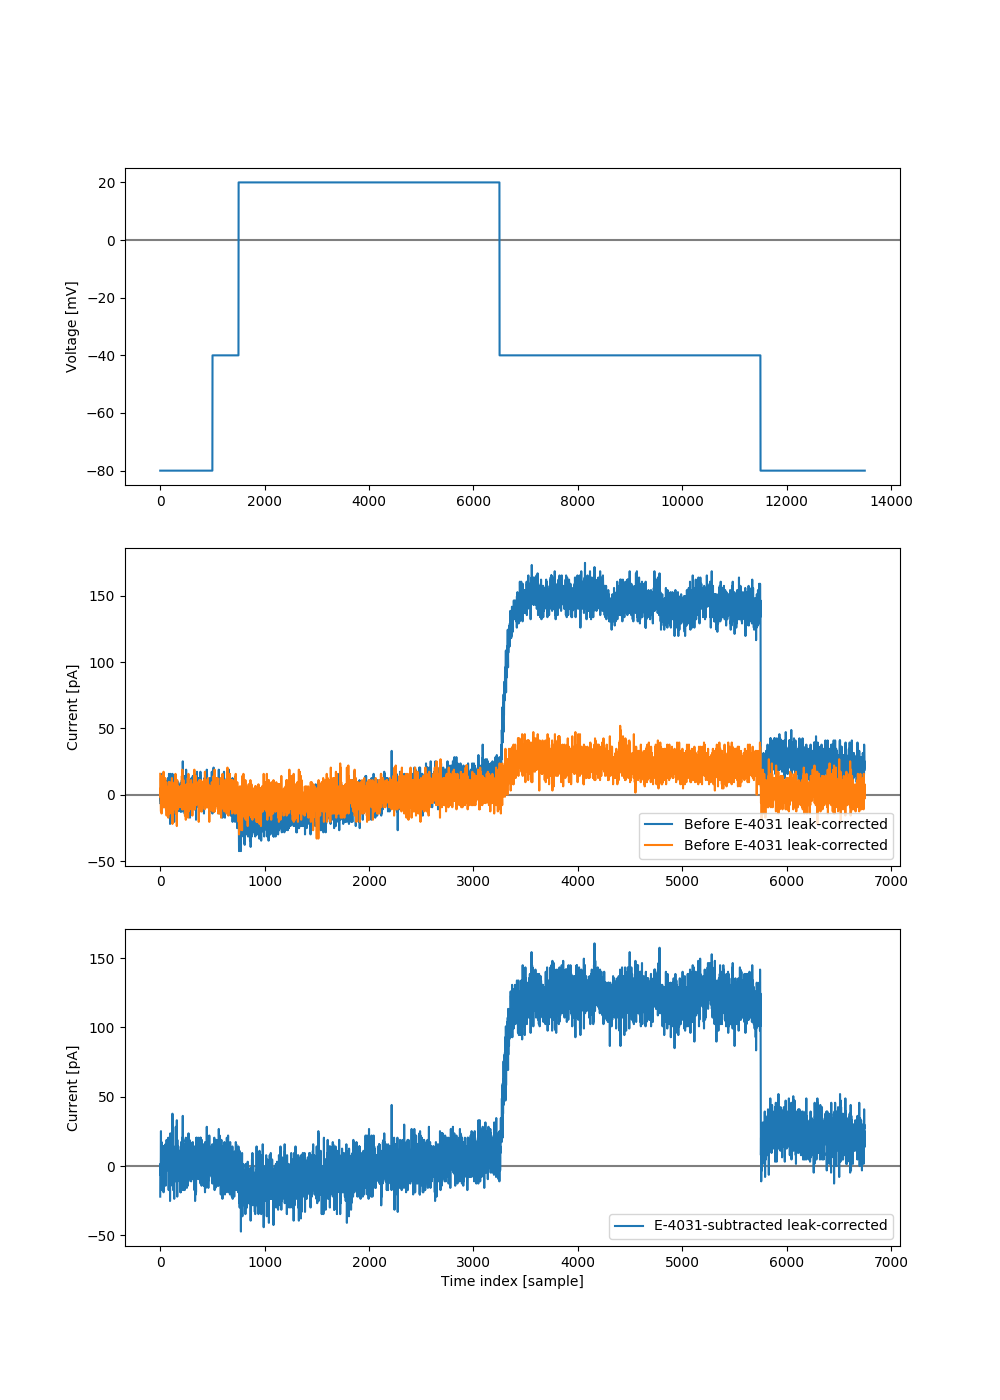 20
0
−20
−40
−60
−80
Voltage [mV]
0 2000 4000 6000 8000 10000 12000 14000
150
100
50
0
−50
Current [pA]
Before E-4031 leak-corrected
Before E-4031 leak-corrected
0 1000 2000 3000 4000 5000 6000 7000
150
100
50
0
−50
Current [pA]
E-4031-subtracted leak-corrected
0 1000 2000 3000 4000 5000 6000 7000
Time index [sample]